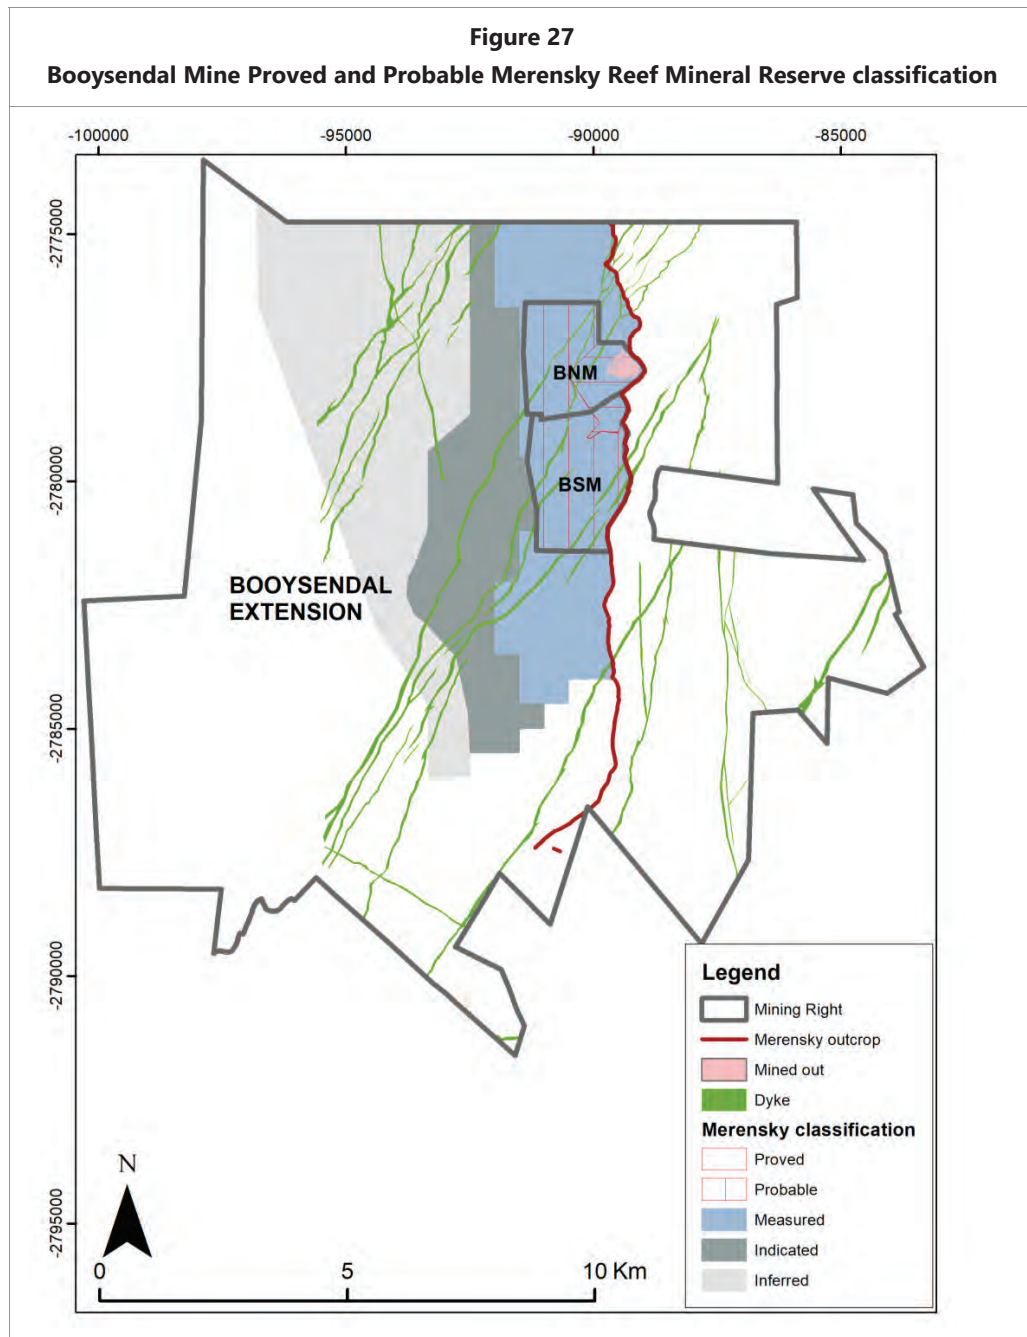 Figure 27
Booysendal Mine Proved and Probable Merensky Reef Mineral Reserve classification
-100000
-95000
-90000
-85000
-2775000
-2780000
-2785000
-2790000
-2795000
BNM
BSM
BOOYSENDAL
EXTENSION
N
0
5
10 Km
Legend
Mining Right
Merensky outcrop
Mined out
Dyke
Merensky classification
Proved
Probable
Measured
Indicated
Inferred